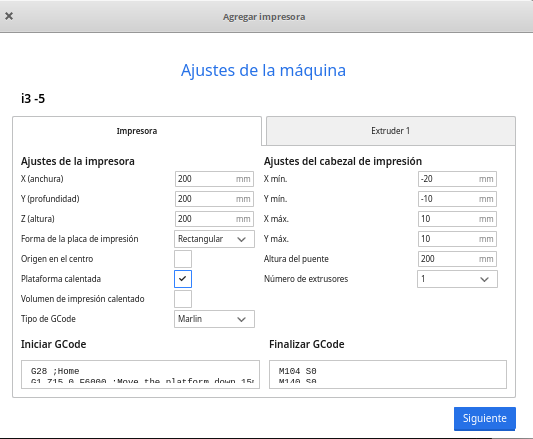 Agregar impresora
Ajustes de la máquina
i3 -5
Impresora
Extruder 1
Ajustes de la impresora
X (anchura) 200 mm
Y (profundidad) 200 mm
Z (altura) 200 mm
Forma de la placa de impresión Rectangular
Origen en el centro
Plataforma calentada
Volumen de impresión calentado
Tipo de GCode Marlin
Ajustes del cabezal de impresión
X mín. -20 mm
Y mín. -10 mm
X máx. 10 mm
Y máx. 10 mm
Altura del puente 200 mm
Número de extrusores 1
Iniciar GCode
G28 ;Home
G1 Z15.0 F6000 ;Move the platform down 15m
Finalizar GCode
M104 S0
M140 S0
Siguiente